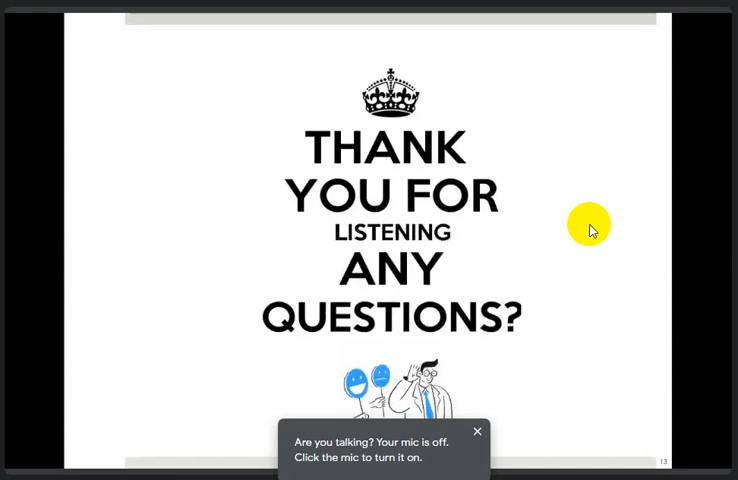 THANK
YOU FOR
LISTENING
ANY
QUESTIONS?
Are you talking? Your mic is off.
Click the mic to turn it on.
13